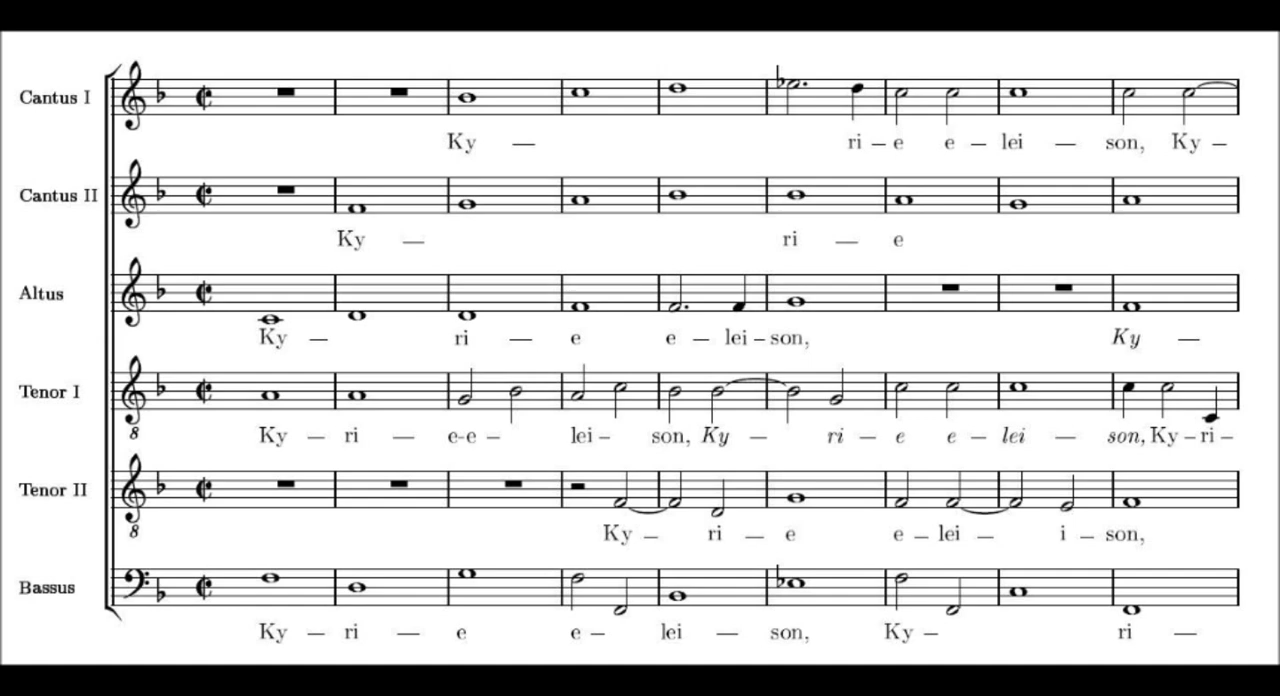 Cantus I
Ky — ri – e e – lei — son, Ky –
Cantus II
Ky — ri — e
Altus
Ky — ri — e e – lei – son, Ky —
Tenor I
8
Ky – ri — e-e – lei – son, Ky — ri – e e – lei — son, Ky – ri –
Tenor II
8
Ky – ri — e e – lei – i – son,
Bassus
Ky – ri — e e – lei — son, Ky – ri —